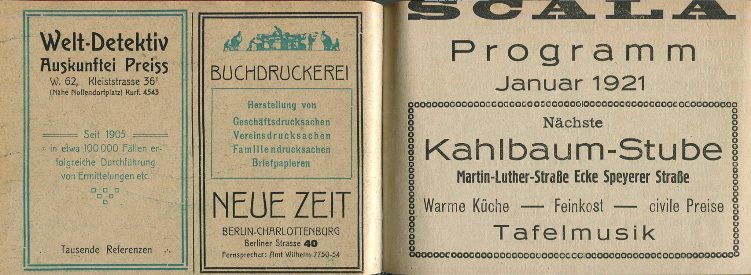 Welt-Detektiv
Auskunftei Preiss
W. 62, Kleiststrasse 36¹
(Nähe Nollendorfplatz) Kurf. 4543
Seit 1905
in etwa 100000 Fällen er-
folgreiche Durchführung
von Ermittelungen etc.
Tausende Referenzen
BUCHDRUCKEREI
Herstellung von
Geschäftsdrucksachen
Vereinsdrucksachen
Familiendrucksachen
Briefpapieren
NEUE ZEIT
BERLIN-CHARLOTTENBURG
Berliner Strasse 40
Fernsprecher: Amt Wilhelm 7750-54
SCALA
Programm
Januar 1921
Nächste
Kahlbaum-Stube
Martin-Luther-Straße Ecke Speyerer Straße
Warme Küche — Feinkost — civile Preise
Tafelmusik